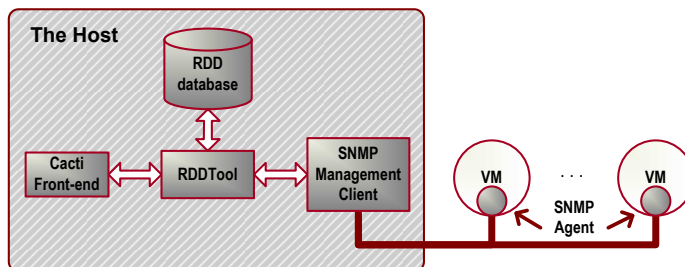 The Host
RDD
database
Cacti
Front-end
RDDTool
SNMP
Management
Client
VM
. . .
VM
SNMP
Agent